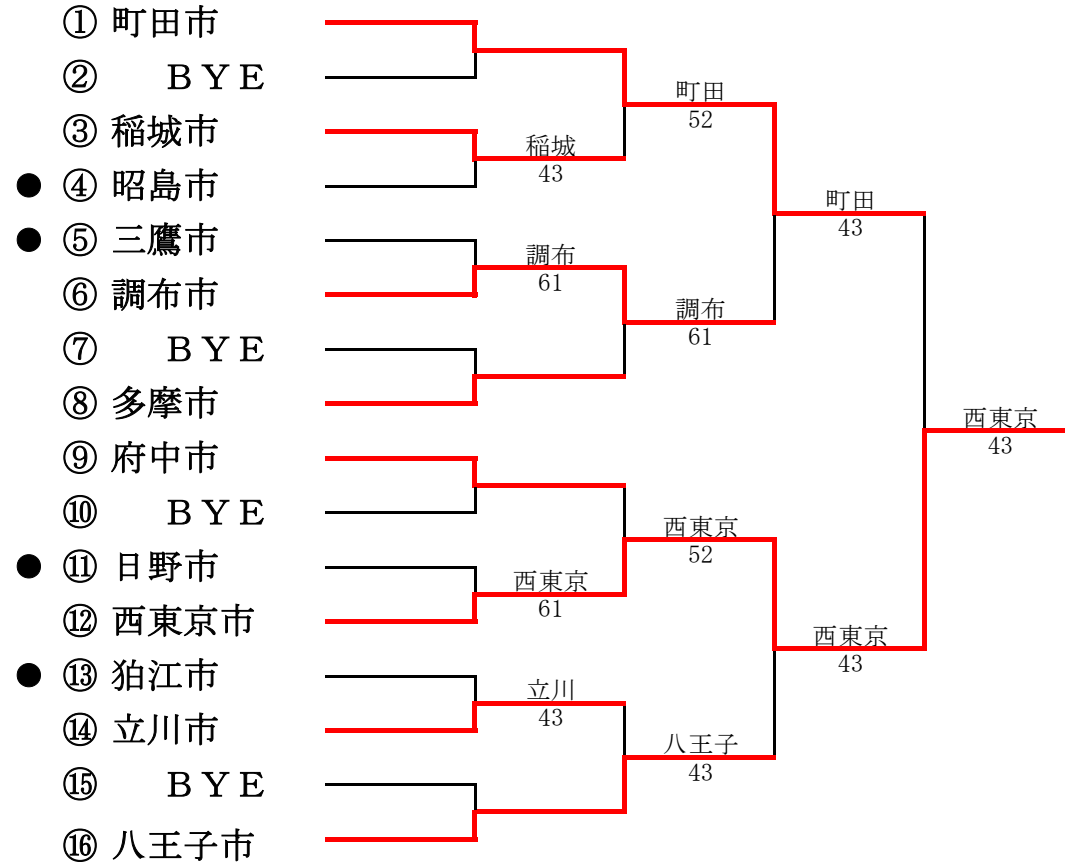 ① 町田市
② ＢＹＥ
③ 稲城市
● ④ 昭島市
● ⑤ 三鷹市
⑥ 調布市
⑦ ＢＹＥ
⑧ 多摩市
⑨ 府中市
⑩ ＢＹＥ
● ⑪ 日野市
⑫ 西東京市
● ⑬ 狛江市
⑭ 立川市
⑮ ＢＹＥ
⑯ 八王子市
稲城
43
調布
61
西東京
61
立川
43
町田
52
調布
61
西東京
52
八王子
43
町田
43
西東京
43
西東京
43